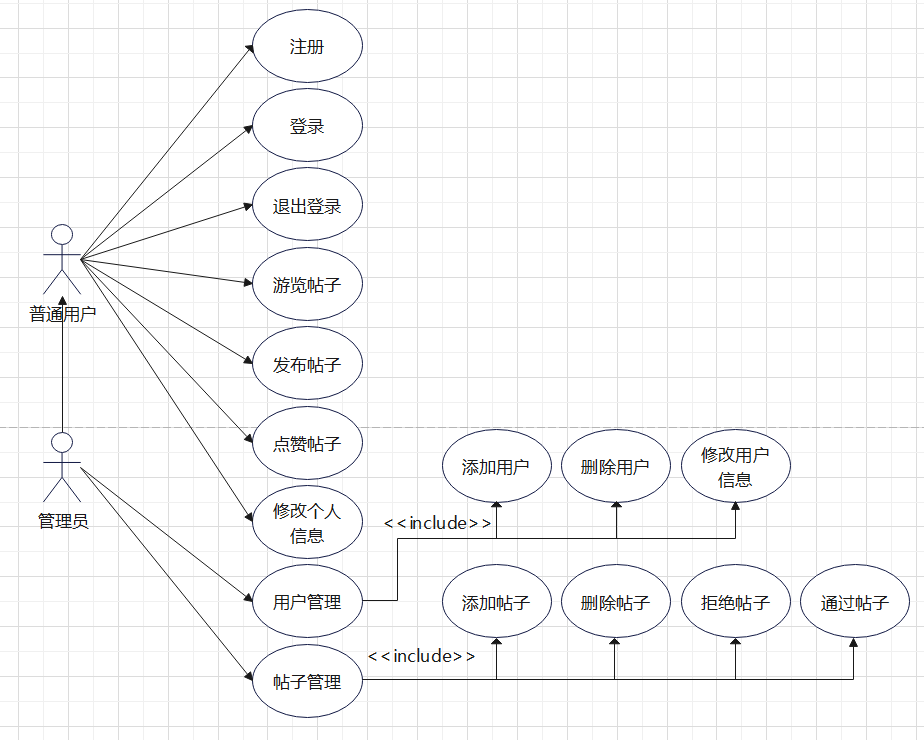 注册
登录
退出登录
游览帖子
普通用户
发布帖子
点赞帖子
管理员
修改个人
信息
添加用户
删除用户
修改用户
信息
<<include>>
用户管理
添加帖子
删除帖子
拒绝帖子
通过帖子
<<include>>
帖子管理